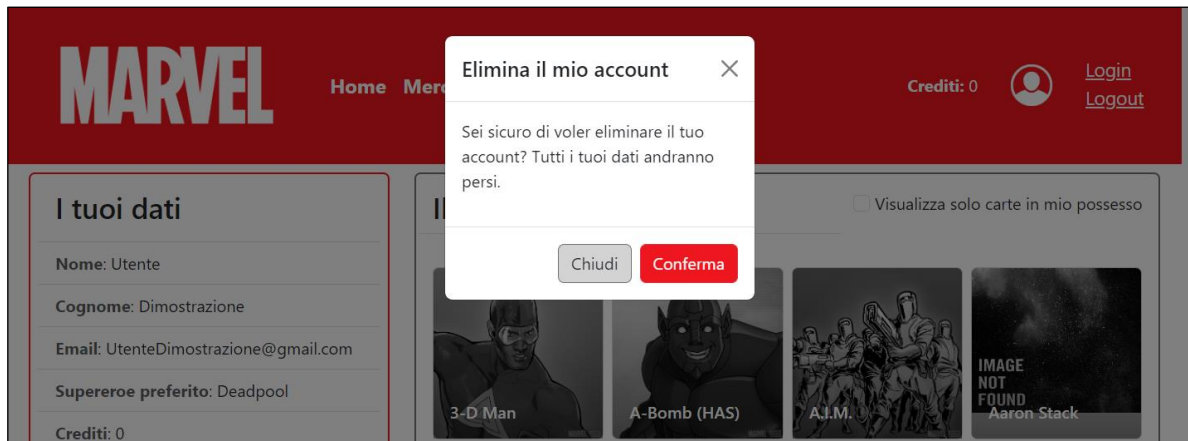 MARVEL
Home Merc
Crediti: 0
Login
Logout
Elimina il mio account
Sei sicuro di voler eliminare il tuo
account? Tutti i tuoi dati andranno
persi.
Chiudi Conferma
I tuoi dati
Nome: Utente
Cognome: Dimostrazione
Email: UtenteDimostrazione@gmail.com
Supereroe preferito: Deadpool
Crediti: 0
Il
Visualizza solo carte in mio possesso
3-D Man
A-Bomb (HAS)
A.I.M.
IMAGE
NOT
FOUND
Aaron Stack